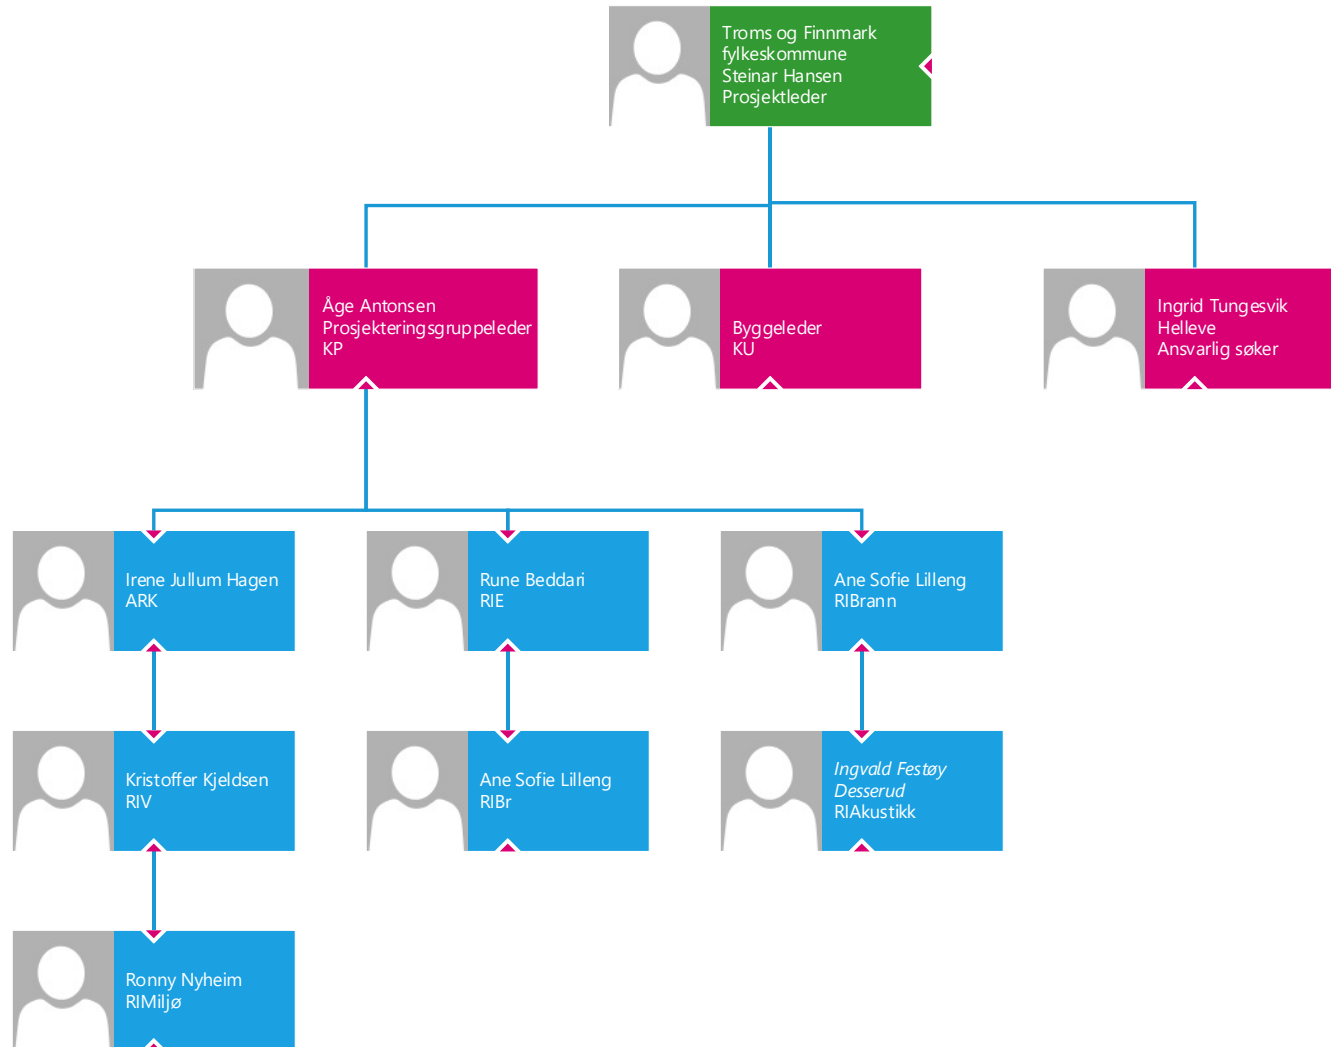 Troms og Finnmark
fylkeskommune
Steinar Hansen
Prosjektleder
Åge Antonsen
Prosjekteringsgruppeleder
KP
Byggeleder
KU
Ingrid Tungesvik
Helleve
Ansvarlig søker
Irene Jullum Hagen
ARK
Rune Beddari
RIE
Ane Sofie Lilleng
RIBrann
Kristoffer Kjeldsen
RIV
Ane Sofie Lilleng
RIBr
Ingvald Festøy
Desserud
RIAkustikk
Ronny Nyheim
RIMiljø